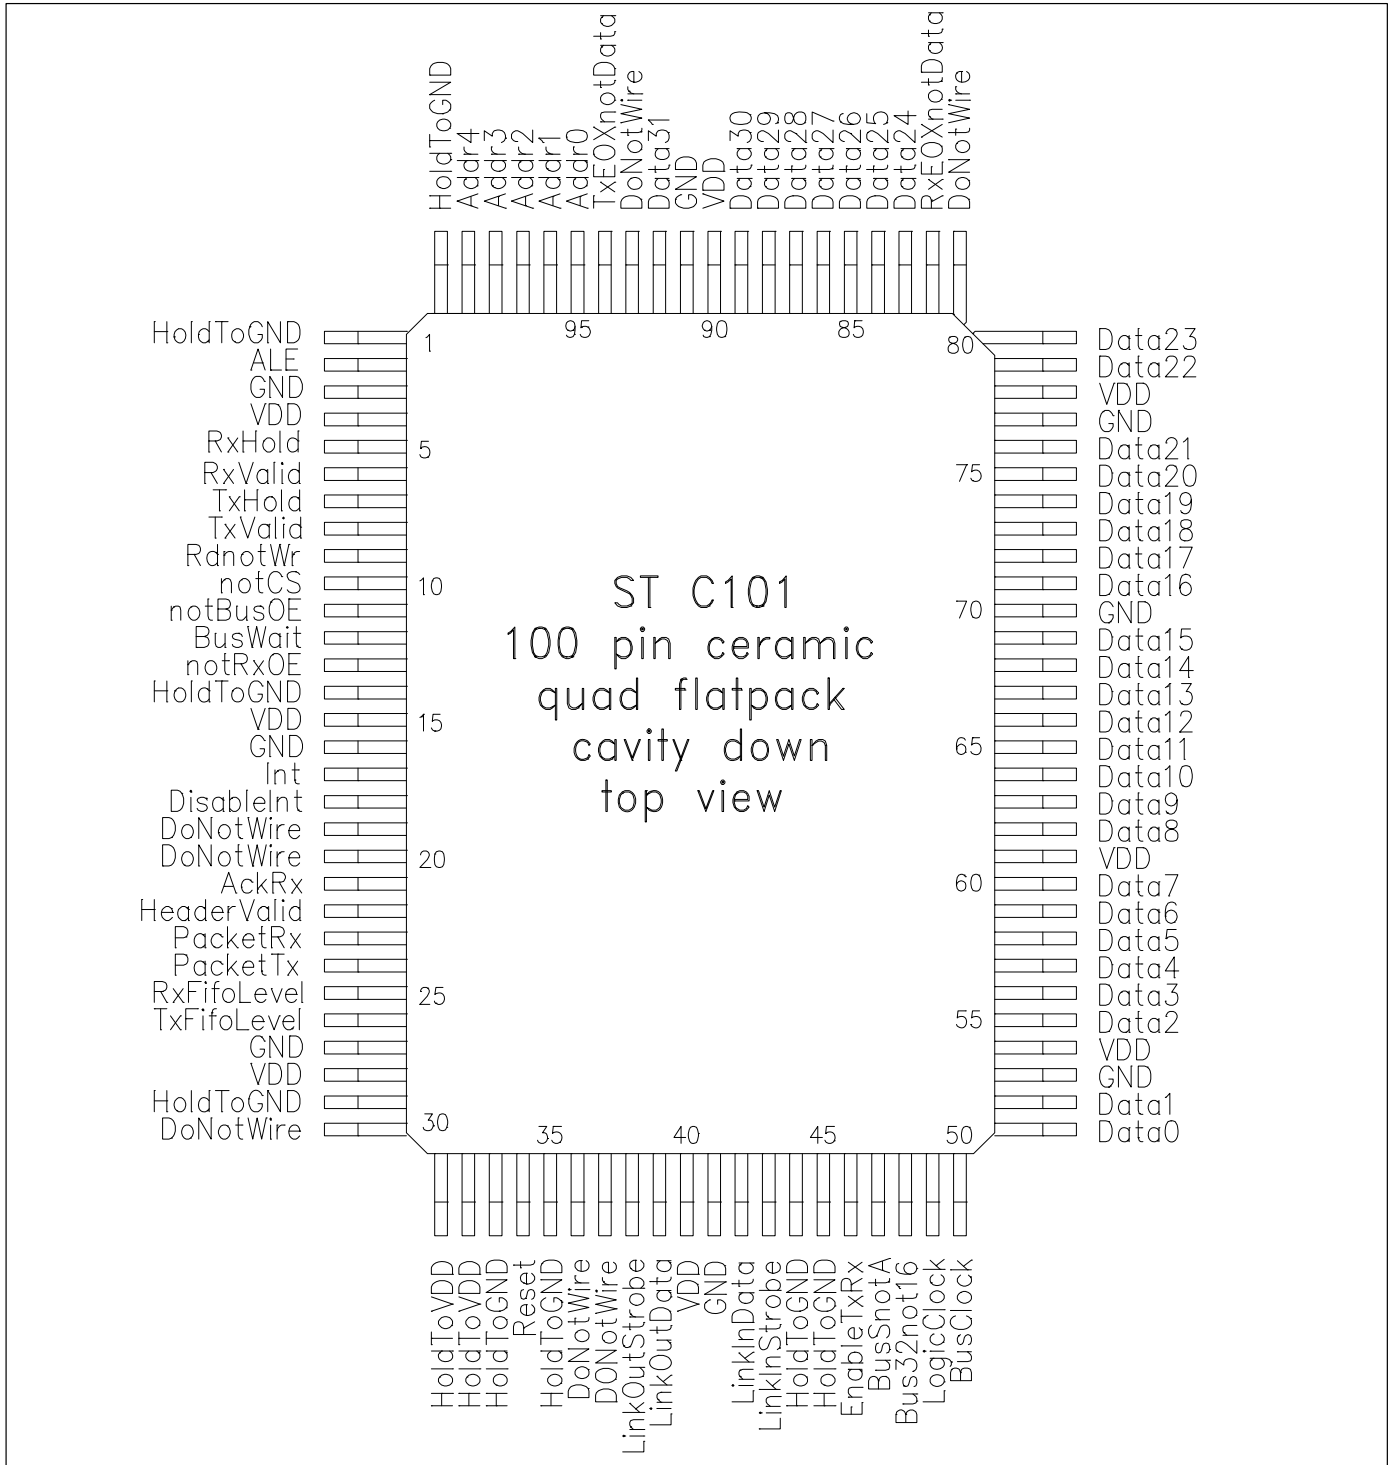 HoldToGND
Addr4
Addr3
Addr2
Addr1
Addr0
TxEOXnotData
DoNotWire
Data31
GND
VDD
Data30
Data29
Data28
Data27
Data26
Data25
Data24
RxEOXnotData
DoNotWire
HoldToGND
ALE
GND
VDD
RxHold
RxValid
TxHold
TxValid
RdnotWr
notCS
notBusOE
BusWait
notRxOE
HoldToGND
VDD
GND
Int
DisableInt
DoNotWire
DoNotWire
AckRx
HeaderValid
PacketRx
PacketTx
RxFifoLevel
TxFifoLevel
GND
VDD
HoldToGND
DoNotWire
1
5
10
15
20
25
30
95
90
85
80
ST C101
100 pin ceramic
quad flatpack
cavity down
top view
75
70
65
60
55
35
40
45
50
Data23
Data22
VDD
GND
Data21
Data20
Data19
Data18
Data17
Data16
GND
Data15
Data14
Data13
Data12
Data11
Data10
Data9
Data8
VDD
Data7
Data6
Data5
Data4
Data3
Data2
VDD
GND
Data1
Data0
HoldToVDD
HoldToVDD
HoldToGND
Reset
HoldToGND
DoNotWire
DONotWire
LinkOutStrobe
LinkOutData
VDD
GND
LinkInData
LinkInStrobe
HoldToGND
HoldToGND
EnableTxRx
BusSnotA
Bus32not16
LogicClock
BusClock